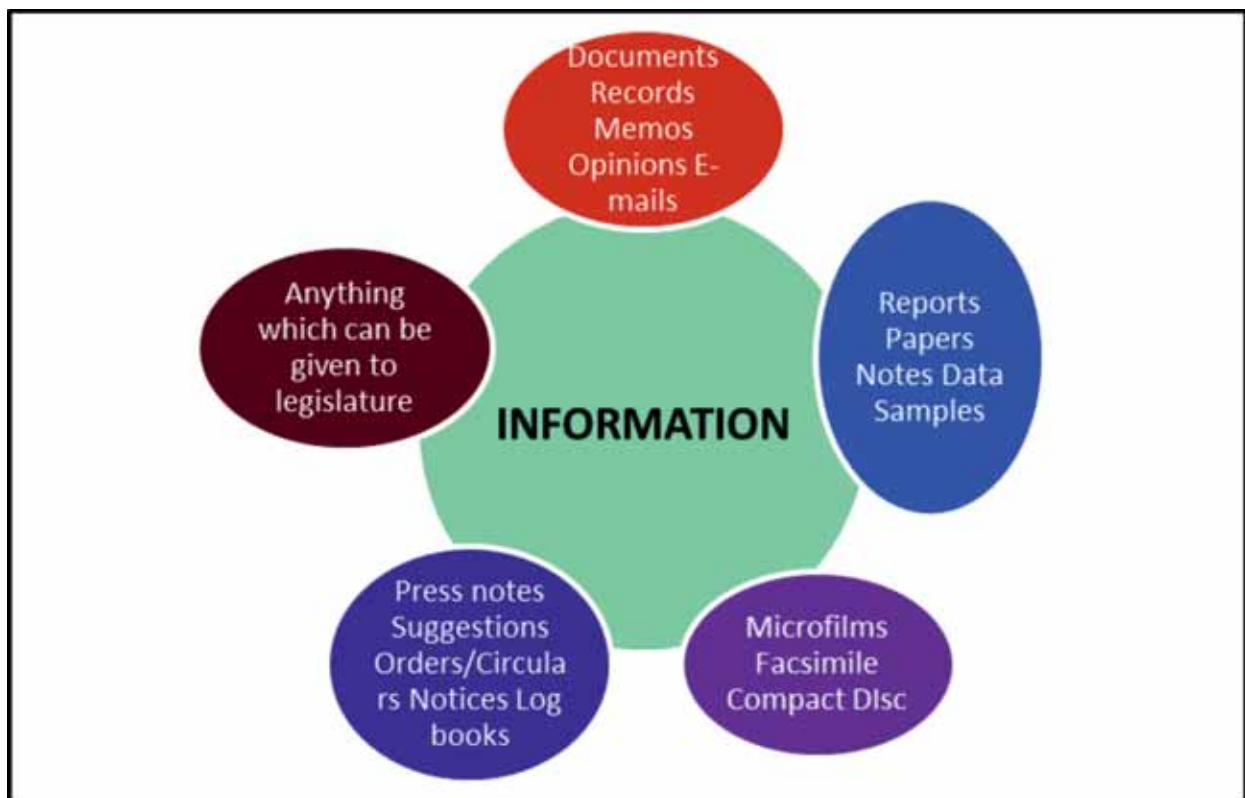 Documents
Records
Memos
Opinions E-
mails
Reports
Papers
Notes Data
Samples
Anything
which can be
given to
legislature
INFORMATION
Press notes
Suggestions
Orders/Circula
rs Notices Log
books
Microfilms
Facsimile
Compact DIsc